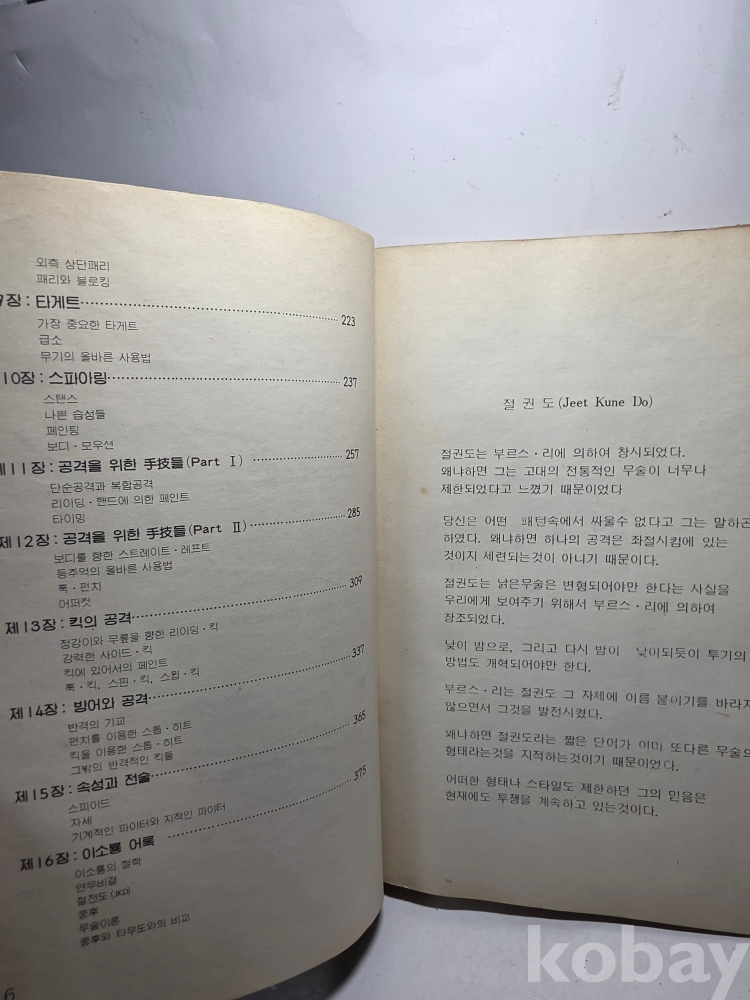 외측 상단패리
패리와 블로킹
9장 : 타게트 223
가장 중요한 타게트
급소
무기의 올바른 사용법
10장 : 스파아링 237
스탠스
나쁜 습성들
페인팅
보디・모우션
제11장 : 공격을 위한 手技들(Part Ⅰ) 257
단순공격과 복합공격
리이딩・핸드에 의한 페인트
타이밍
제12장 : 공격을 위한 手技들(Part Ⅱ) 285
보디를 향한 스트레이트・레프트
등주먹의 올바른 사용법
훅・펀치
어퍼컷
제13장 : 킥의 공격 309
정강이와 무릎을 향한 리이딩・킥
강력한 사이드・킥
킥에 있어서의 페인트
훅・킥, 스핀・킥, 스윕・킥
제14장 : 방어와 공격 337
반격의 기교
펀치를 이용한 스톱・히트
킥을 이용한 스톱・히트
그밖의 반격적인 킥들
제15장 : 속성과 전술 365
스피이드
자세
기계적인 파이터와 지적인 파이터
제16장 : 이소룡 어록 375
이소룡의 철학
연무비결
절전도(JKD)
쿵후
무술어론
쿵후와 타무도와의 비교
6
절 권 도(Jeet Kune Do)
절권도는 부르스・리에 의하여 창시되었다.
왜냐하면 그는 고대의 전통적인 무술이 너무나
제한되었다고 느꼈기 때문이었다
당신은 어떤 패턴속에서 싸울수 없다고 그는 말하곤
하였다. 왜냐하면 하나의 공격은 좌절시컴에 있는
것이지 세련되는것이 아니기 때문이다.
절권도는 낡은무술은 변형되어야만 한다는 사실을
우리에게 보여주기 위해서 부르스・리에 의하여
창조되었다.
낮이 밤으로, 그리고 다시 밤이 낮이되듯이 투기의
방법도 개혁되어야만 한다.
부르스・리는 절권도 그 자체에 이름 붙이기를 바라지
않으면서 그것을 발전시켰다.
왜냐하면 절권도라는 짧은 단어가 이미 또다른 무술의
형태라는것을 지적하는것이기 때문이었다.
어떠한 형태나 스타일도 제한하던 그의 믿음은
현재에도 투쟁을 계속하고 있는것이다.
kobay